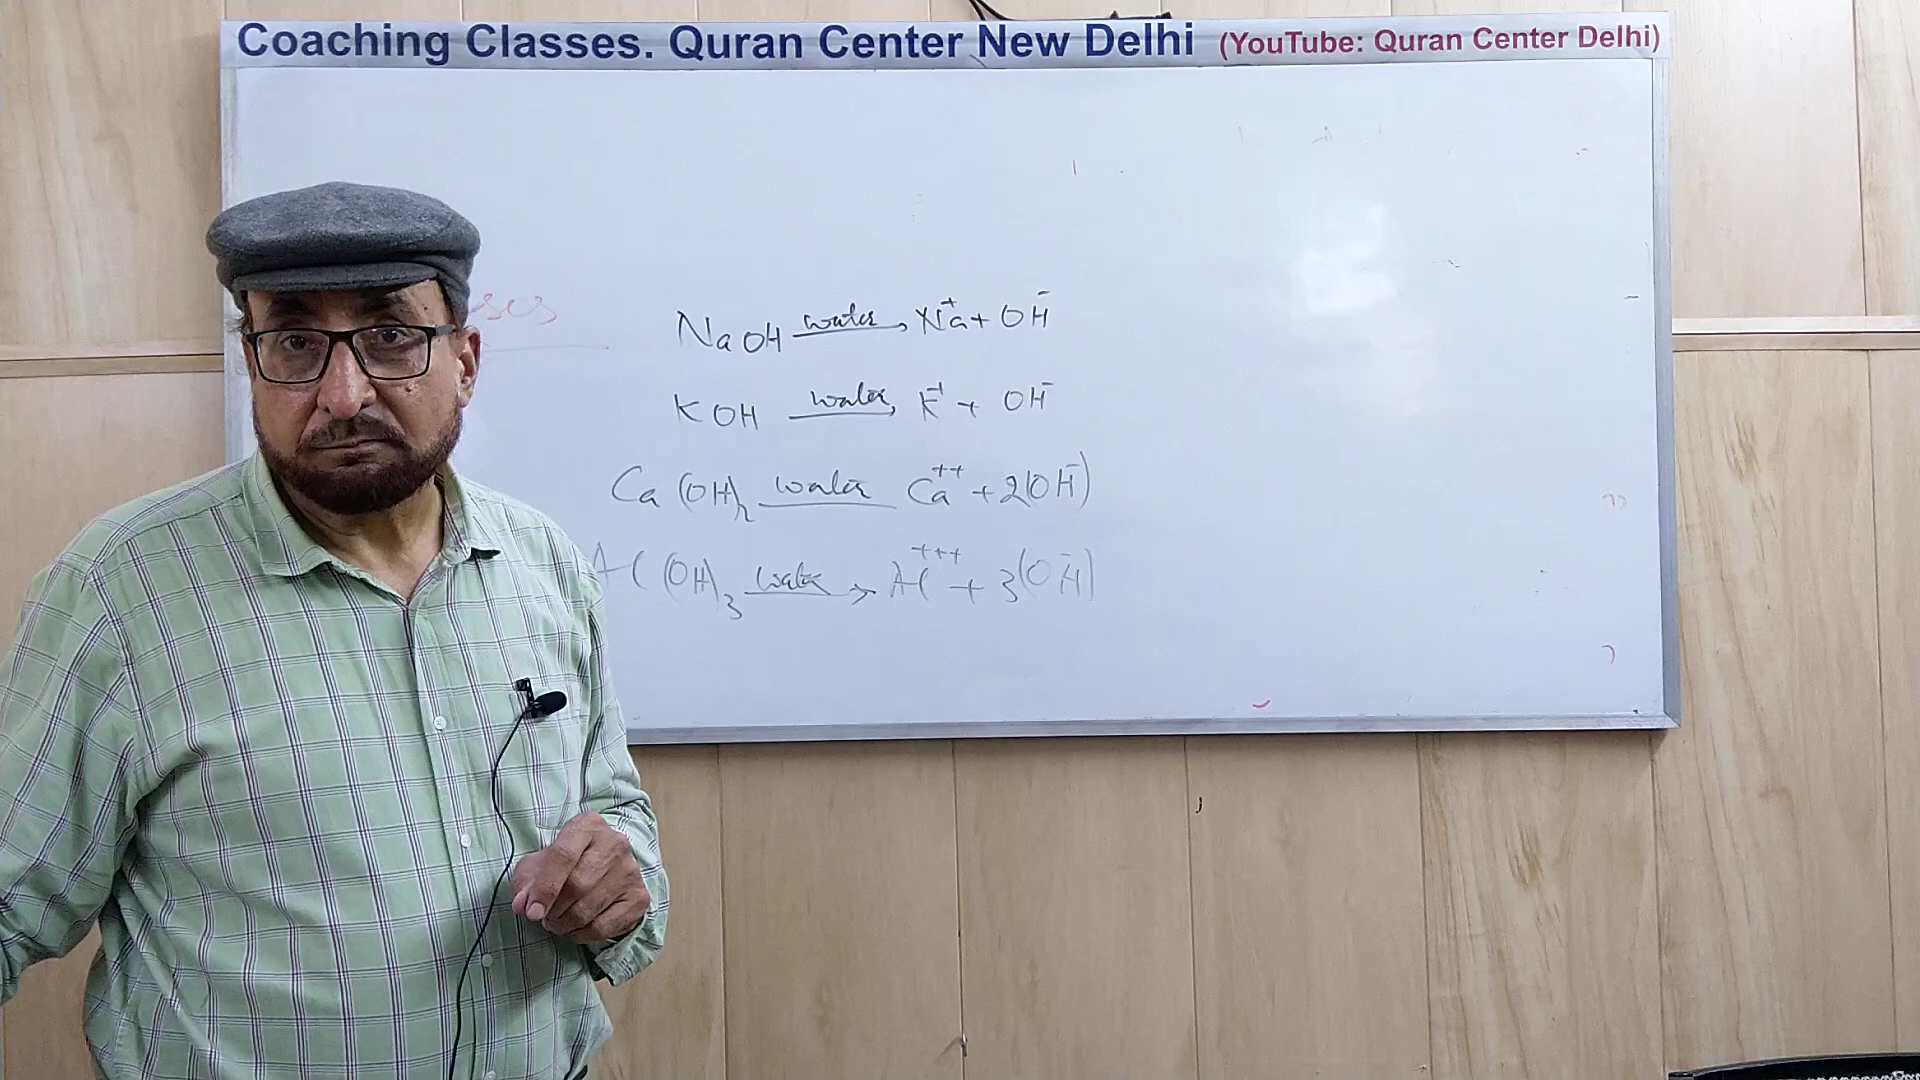 Coaching Classes. Quran Center New Delhi (YouTube: Quran Center Delhi)
ses
NaOH water→ Na⁺ + OH⁻
KOH water→ K⁺ + OH⁻
Ca(OH)₂ water Ca⁺⁺ + 2(OH⁻)
Al(OH)₃ water→ Al⁺⁺⁺ + 3(OH⁻)